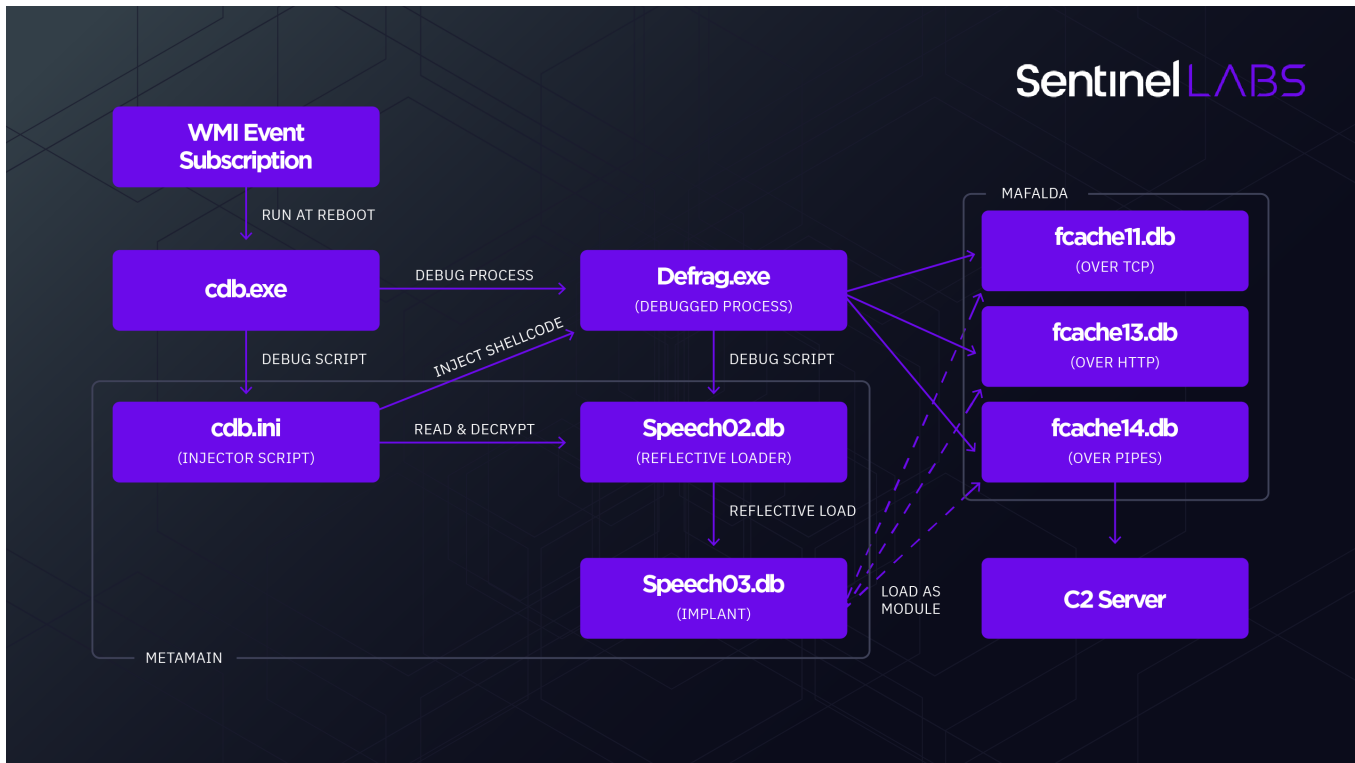 SentinelLABS
WMI Event
Subscription
RUN AT REBOOT
cdb.exe
DEBUG PROCESS
Defrag.exe
(DEBUGGED PROCESS)
DEBUG SCRIPT
INJECT SHELLCODE
DEBUG SCRIPT
cdb.ini
(INJECTOR SCRIPT)
READ & DECRYPT
Speech02.db
(REFLECTIVE LOADER)
REFLECTIVE LOAD
Speech03.db
(IMPLANT)
METAMAIN
LOAD AS
MODULE
MAFALDA
fcache11.db
(OVER TCP)
fcache13.db
(OVER HTTP)
fcache14.db
(OVER PIPES)
C2 Server